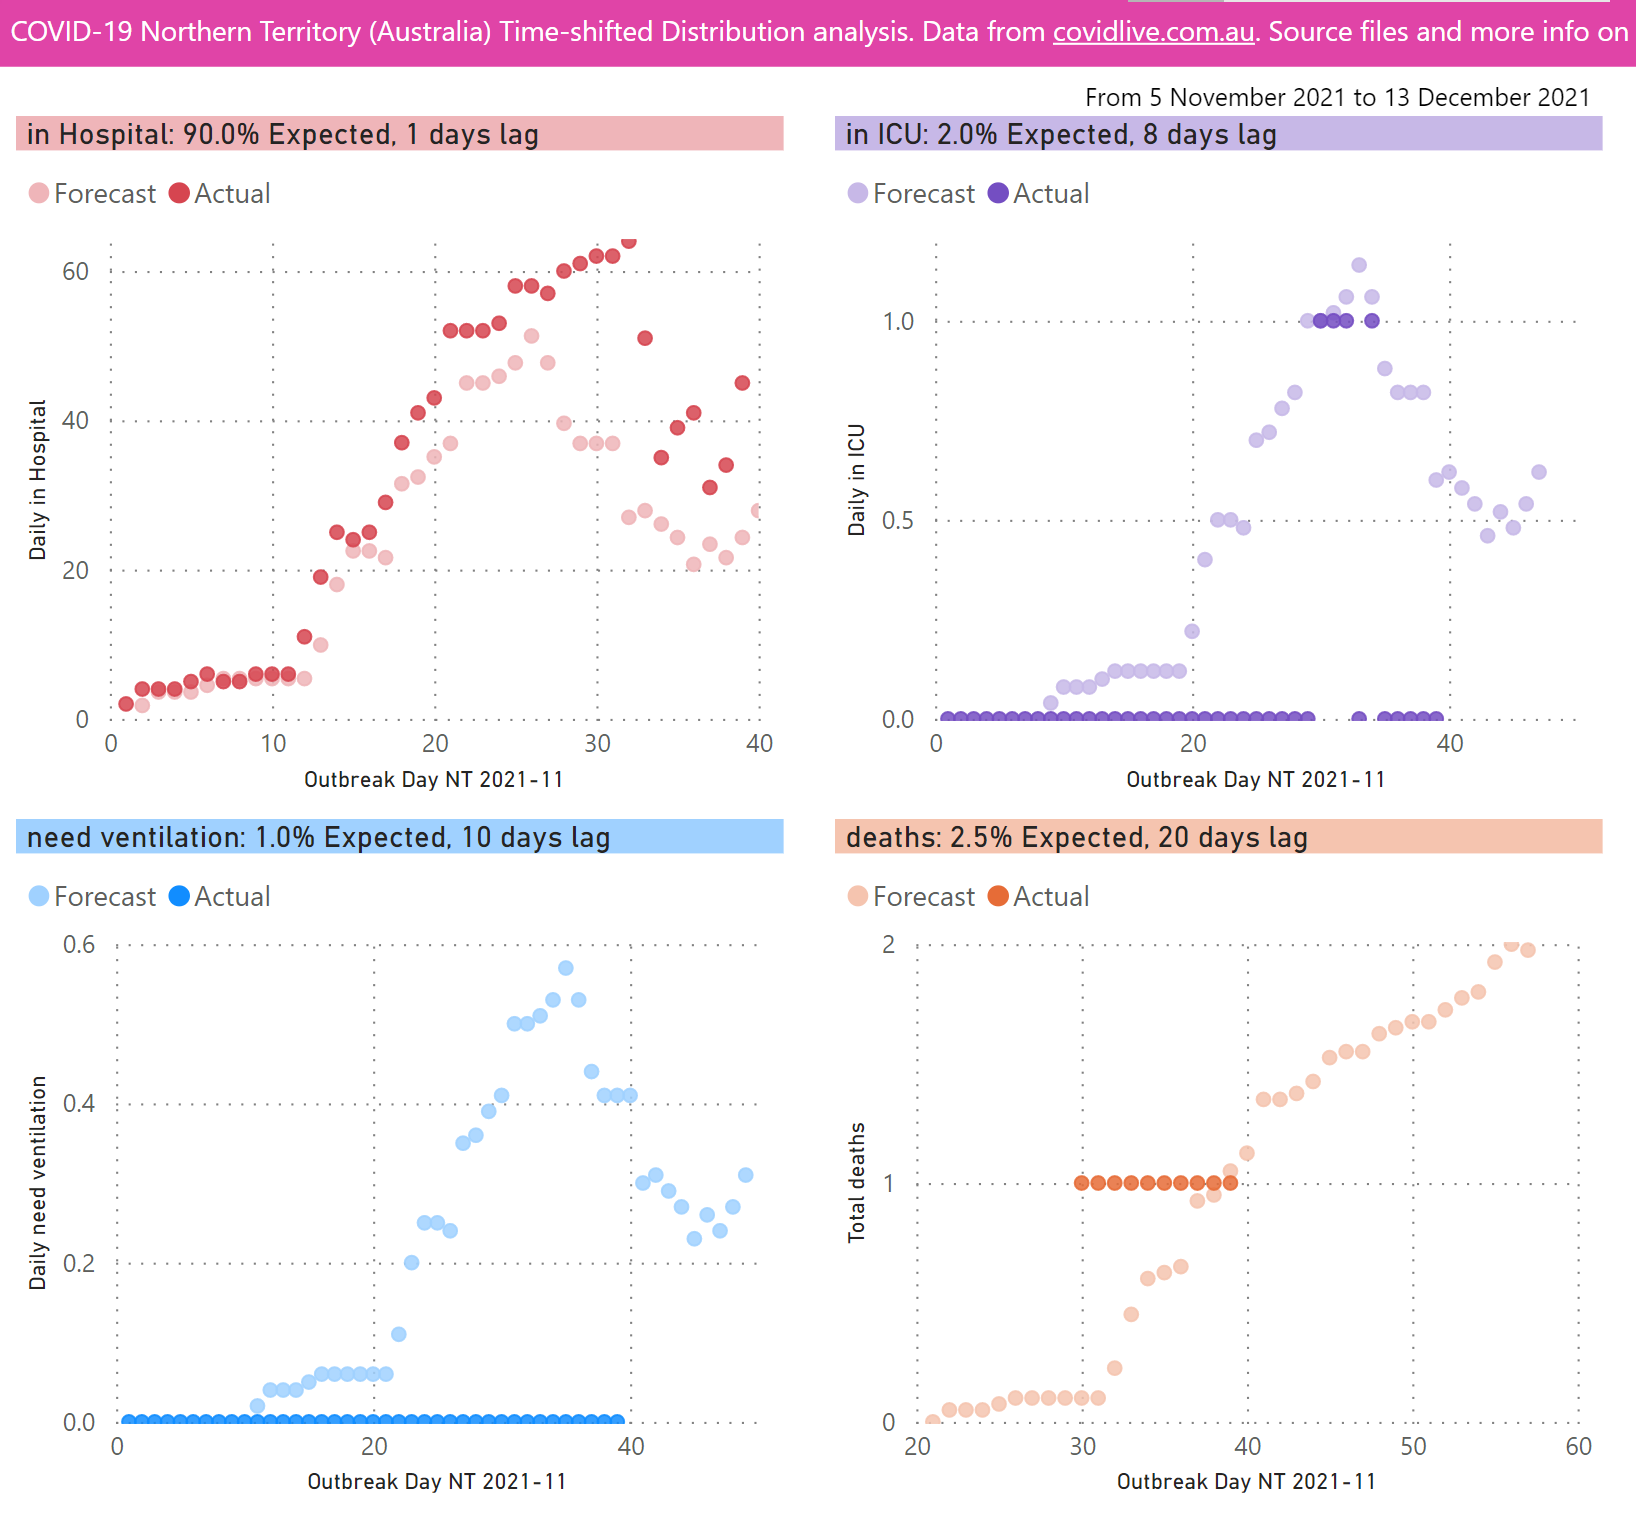 COVID-19 Northern Territory (Australia) Time-shifted Distribution analysis. Data from covidlive.com.au. Source files and more info on
From 5 November 2021 to 13 December 2021
in Hospital: 90.0% Expected, 1 days lag
Forecast Actual
Daily in Hospital
60
40
20
0
0 10 20 30 40
Outbreak Day NT 2021-11
in ICU: 2.0% Expected, 8 days lag
Forecast Actual
Daily in ICU
1.0
0.5
0.0
0 20 40
Outbreak Day NT 2021-11
need ventilation: 1.0% Expected, 10 days lag
Forecast Actual
Daily need ventilation
0.6
0.4
0.2
0.0
0 20 40
Outbreak Day NT 2021-11
deaths: 2.5% Expected, 20 days lag
Forecast Actual
Total deaths
2
1
0
20 30 40 50 60
Outbreak Day NT 2021-11